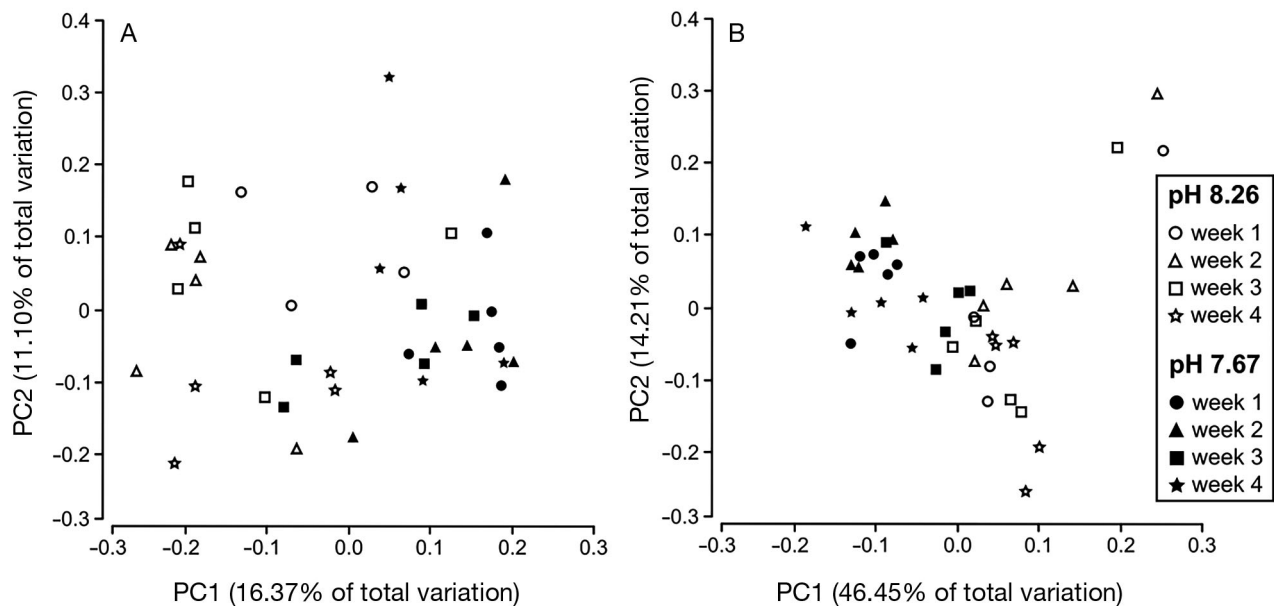 A
0.4
0.3
0.2
0.1
0
−0.1
−0.2
−0.3
PC2 (11.10% of total variation)
−0.3
−0.2
−0.1
0.0
0.1
0.2
0.3
PC1 (16.37% of total variation)
B
0.4
0.3
0.2
0.1
0
−0.1
−0.2
−0.3
PC2 (14.21% of total variation)
−0.3
−0.2
−0.1
0.0
0.1
0.2
0.3
PC1 (46.45% of total variation)
pH 8.26
week 1
week 2
week 3
week 4
pH 7.67
week 1
week 2
week 3
week 4